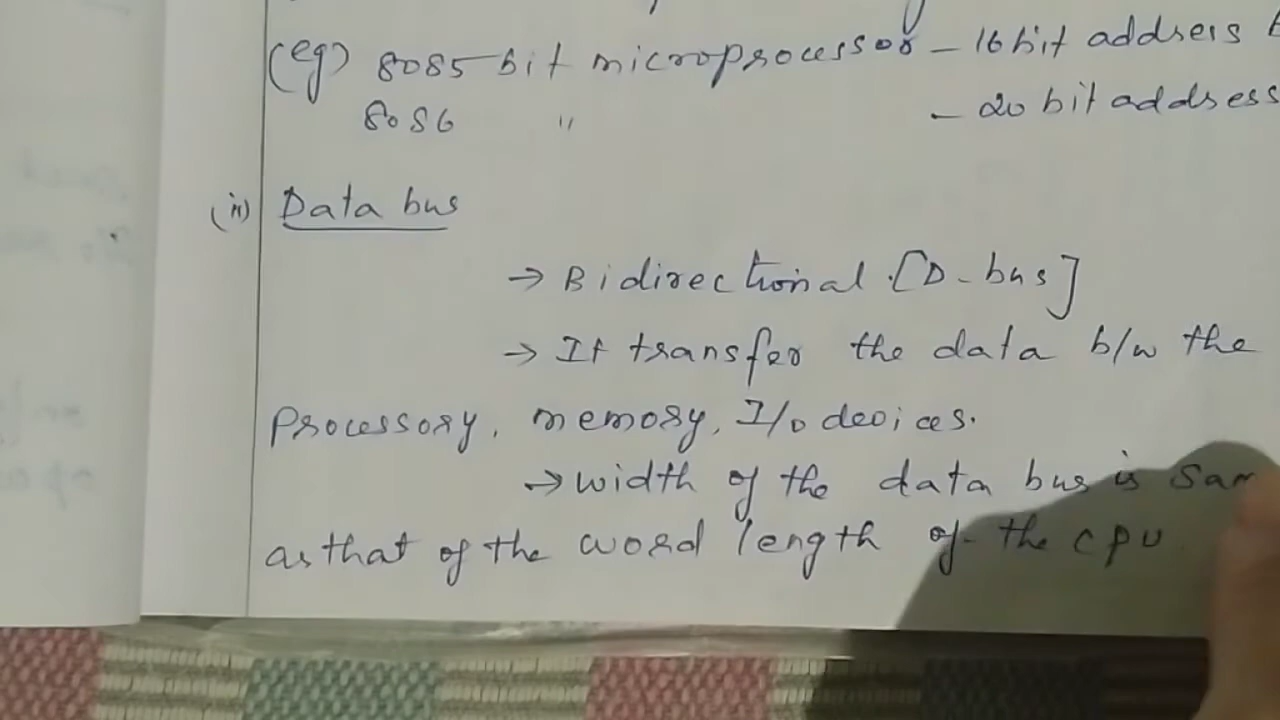 (eg) 8085-bit microprocessor - 16 bit address
8086 " - 20 bit address
(ii) Data bus
→ Bidirectional [D-bus]
→ It transfer the data b/w the
processory, memory, I/O devices.
→ width of the data bus is sam
as that of the word length of the cpu